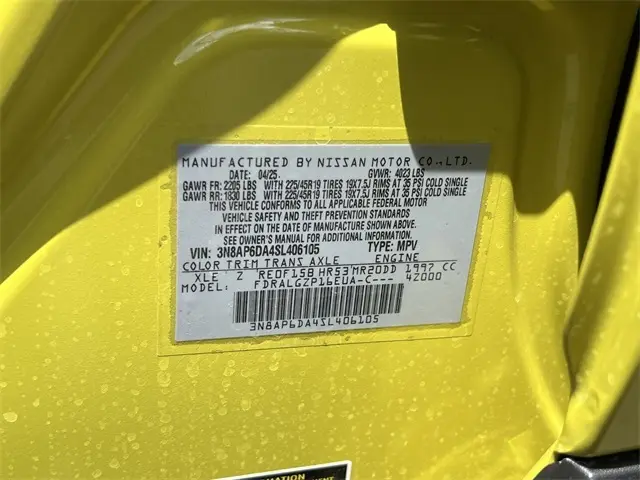 MANUFACTURED BY NISSAN MOTOR CO.,LTD.
DATE: 04/25. GVWR: 4023 LBS
GAWR FR: 2205 LBS WITH 225/45R19 TIRES 19X7.5J RIMS AT 35 PSI COLD SINGLE
GAWR RR: 1830 LBS WITH 225/45R19 TIRES 19X7.5J RIMS AT 35 PSI COLD SINGLE
THIS VEHICLE CONFORMS TO ALL APPLICABLE FEDERAL MOTOR
VEHICLE SAFETY AND THEFT PREVENTION STANDARDS
IN EFFECT ON THE DATE OF MANUFACTURE SHOWN ABOVE.
SEE OWNER'S MANUAL FOR ADDITIONAL INFORMATION.
VIN: 3N8AP6DA4SL406105 TYPE: MPV
COLOR TRIM TRANS AXLE ENGINE
XLE Z RE0F15B HR53 MR20DD 1997 CC
MODEL: FDRALGZP16EUA-C--- 42000
3N8AP6DA4SL406105